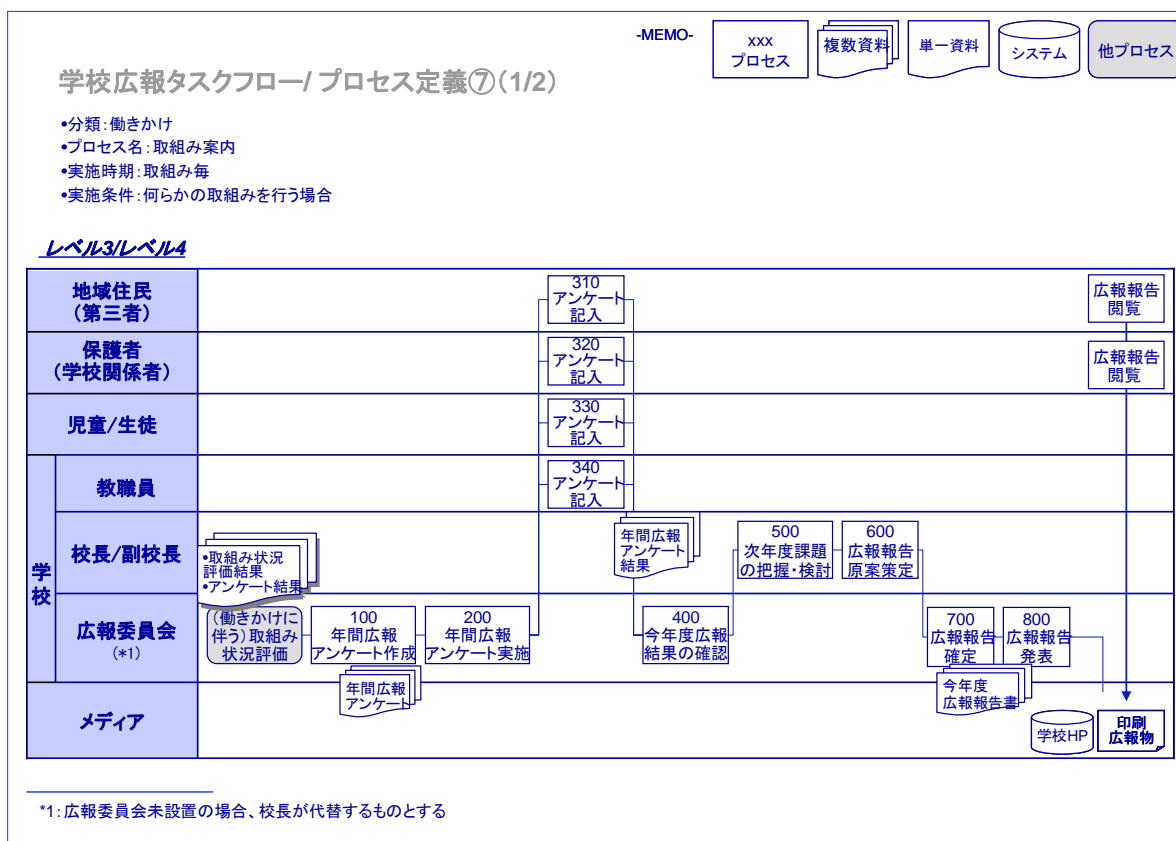 -MEMO-
xxx
プロセス
複数資料
単一資料
システム
他プロセス
学校広報タスクフロー/ プロセス定義⑦(1/2)
•分類:働きかけ
•プロセス名:取組み案内
•実施時期:取組み毎
•実施条件:何らかの取組みを行う場合
レベル3/レベル4
地域住民
(第三者)
310
アンケート
記入
広報報告
閲覧
保護者
(学校関係者)
320
アンケート
記入
広報報告
閲覧
児童/生徒
330
アンケート
記入
学校
教職員
340
アンケート
記入
校長/副校長
•取組み状況
評価結果
•アンケート結果
年間広報
アンケート
結果
500
次年度課題
の把握・検討
600
広報報告
原案策定
広報委員会
(*1)
(働きかけに
伴う)取組み
状況評価
100
年間広報
アンケート作成
200
年間広報
アンケート実施
400
今年度広報
結果の確認
700
広報報告
確定
800
広報報告
発表
メディア
年間広報
アンケート
今年度
広報報告書
学校HP
印刷
広報物
*1:広報委員会未設置の場合、校長が代替するものとする